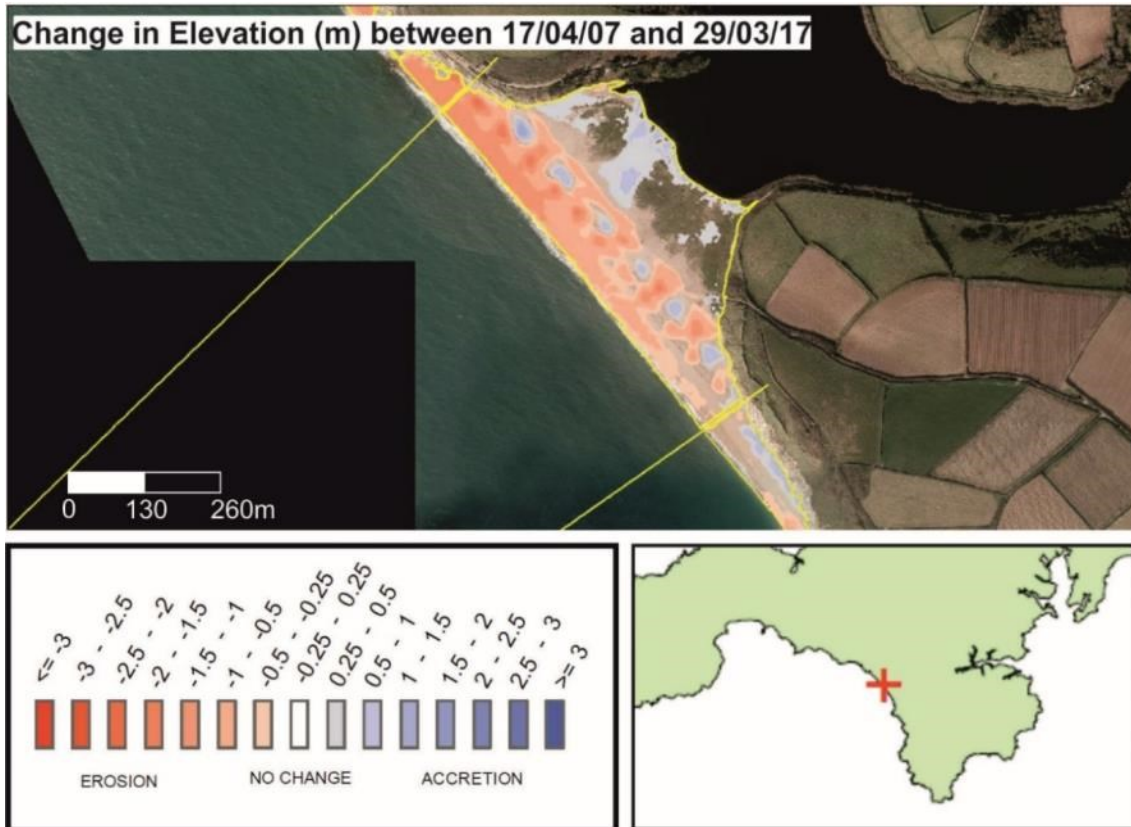 Change in Elevation (m) between 17/04/07 and 29/03/17
0 130 260m
<= -3
-3 - -2.5
-2.5 - -2
-2 - -1.5
-1.5 - -1
-1 - -0.5
-0.5 - -0.25
-0.25 - 0.25
0.25 - 0.5
0.5 - 1
1 - 1.5
1.5 - 2
2 - 2.5
2.5 - 3
>= 3
EROSION NO CHANGE ACCRETION